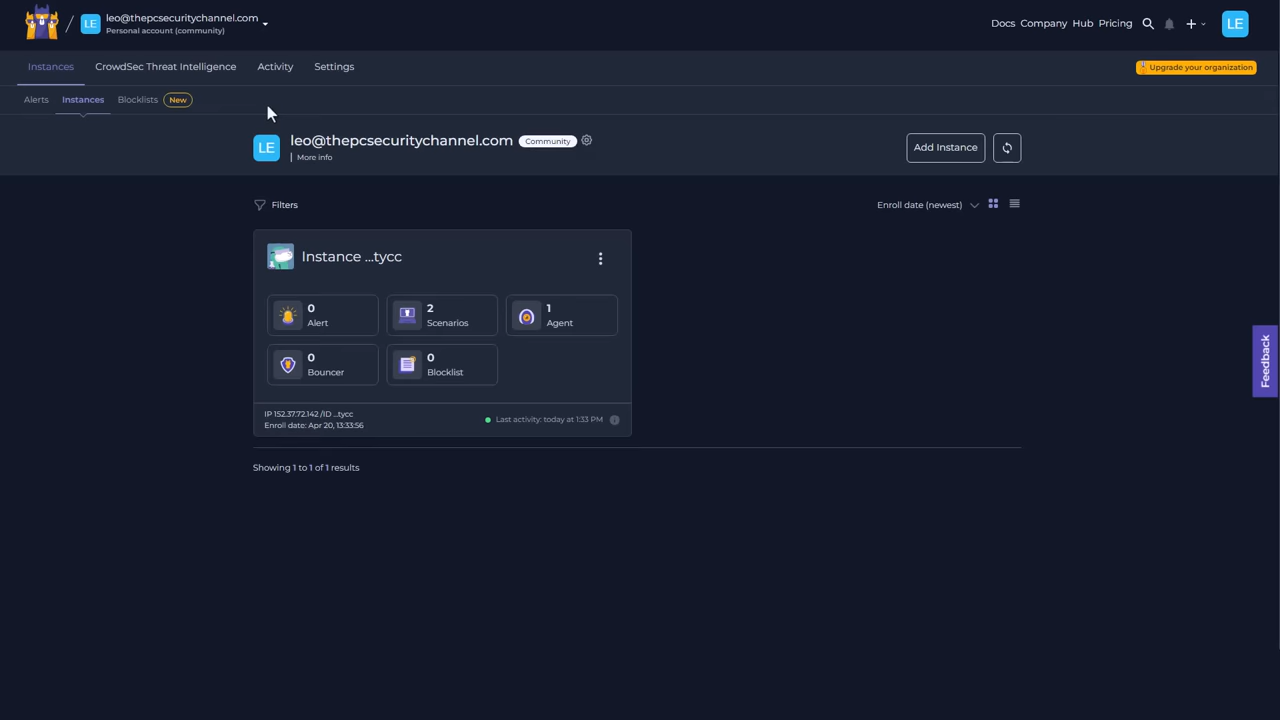 / LE leo@thepcsecuritychannel.com
Personal account (community)
Docs Company Hub Pricing + LE
Instances CrowdSec Threat Intelligence Activity Settings
Upgrade your organization
Alerts Instances Blocklists New
LE leo@thepcsecuritychannel.com Community
More info
Add Instance
Filters
Enroll date (newest)
Instance ...tycc
0
Alert
2
Scenarios
1
Agent
0
Bouncer
0
Blocklist
IP 152.37.72.142 /ID ...tycc
Enroll date: Apr 20, 13:33:56
Last activity: today at 1:33 PM
Showing 1 to 1 of 1 results
Feedback